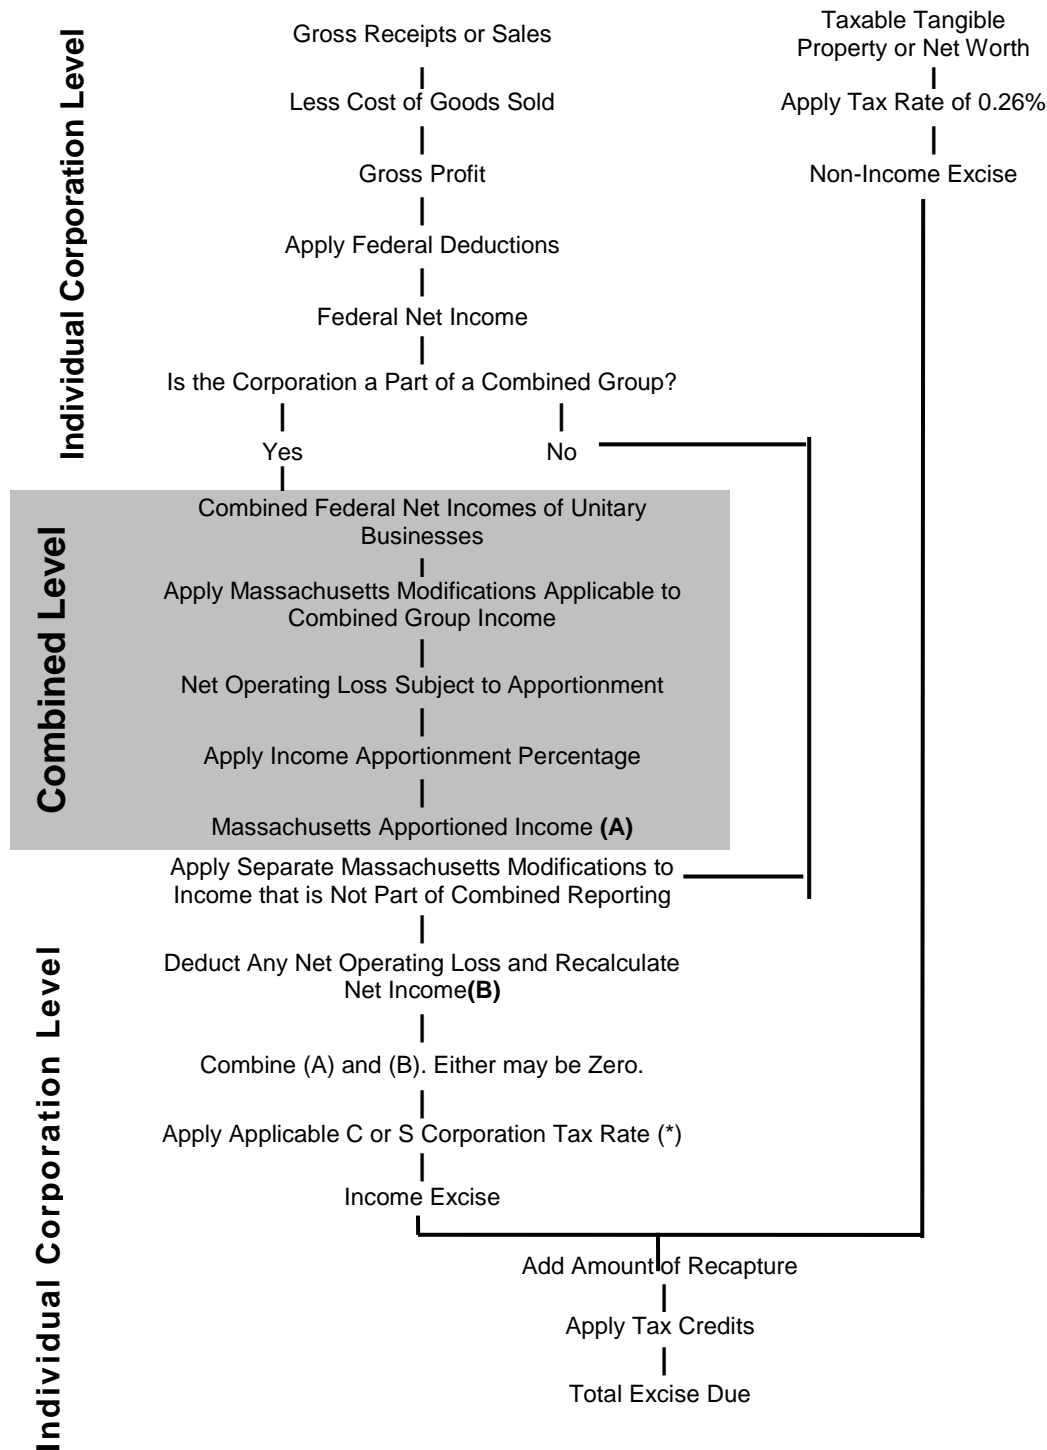 Individual Corporation Level
Gross Receipts or Sales
Less Cost of Goods Sold
Gross Profit
Apply Federal Deductions
Federal Net Income
Is the Corporation a Part of a Combined Group?
Yes
No
Taxable Tangible
Property or Net Worth
Apply Tax Rate of 0.26%
Non-Income Excise
Combined Level
Combined Federal Net Incomes of Unitary
Businesses
Apply Massachusetts Modifications Applicable to
Combined Group Income
Net Operating Loss Subject to Apportionment
Apply Income Apportionment Percentage
Massachusetts Apportioned Income (A)
Individual Corporation Level
Apply Separate Massachusetts Modifications to
Income that is Not Part of Combined Reporting
Deduct Any Net Operating Loss and Recalculate
Net Income(B)
Combine (A) and (B). Either may be Zero.
Apply Applicable C or S Corporation Tax Rate (*)
Income Excise
Add Amount of Recapture
Apply Tax Credits
Total Excise Due